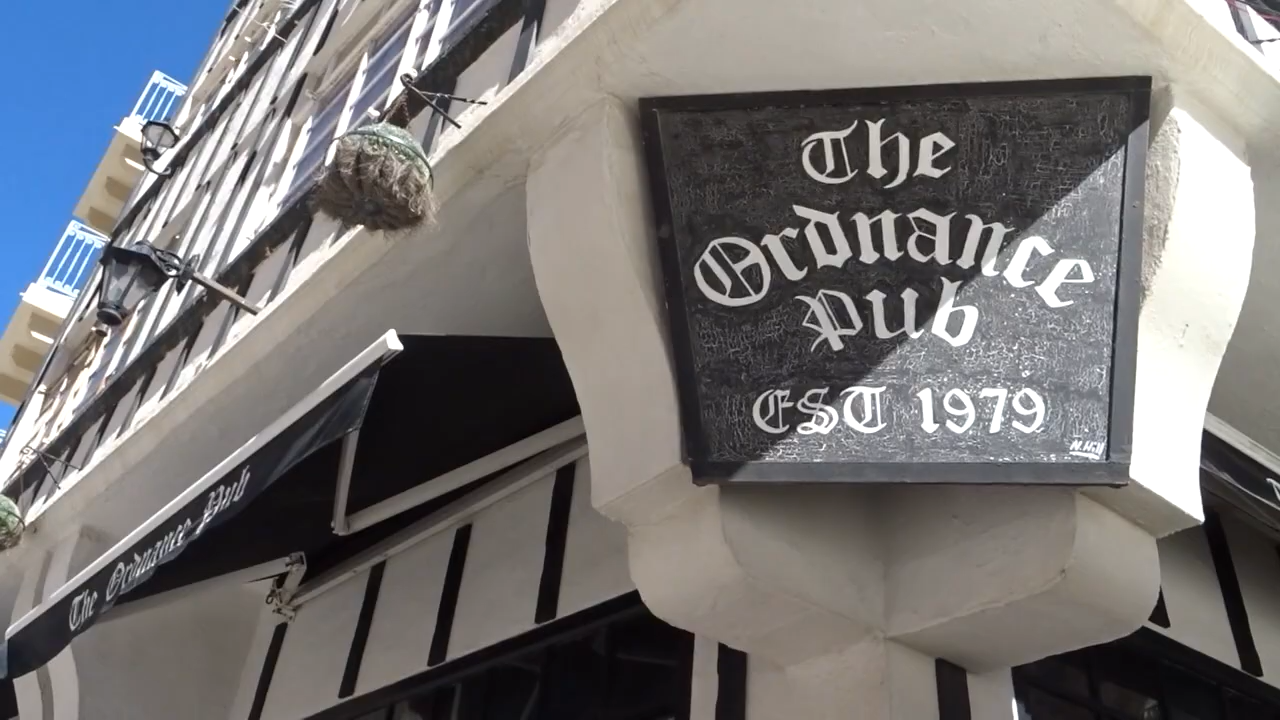 The
Ordnance
Pub
EST 1979
The Ordnance Pub